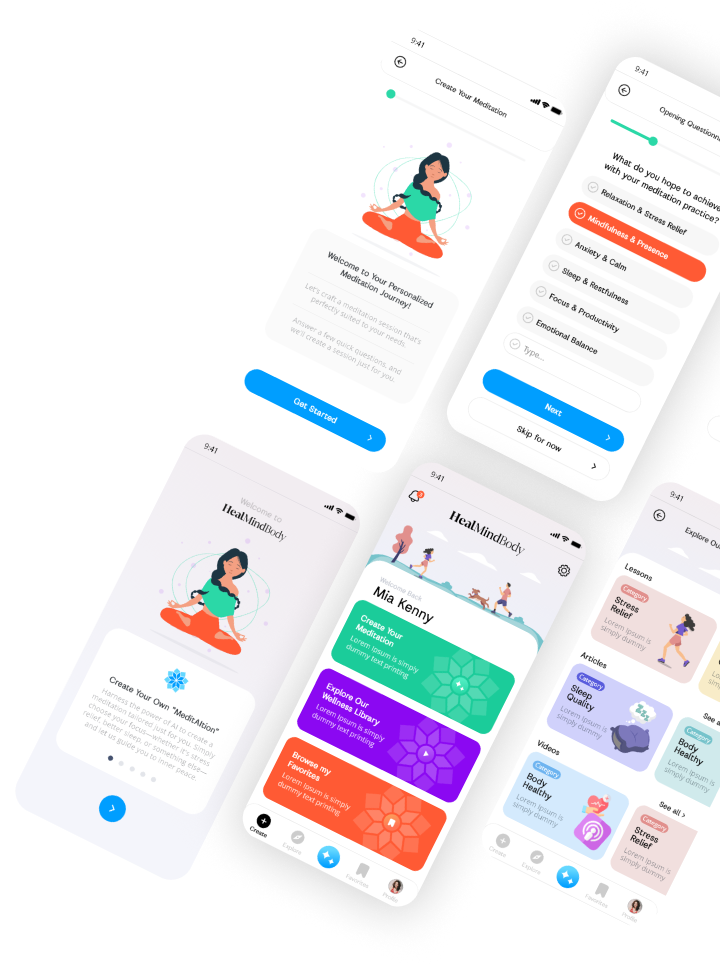 9:41
Create Your Meditation
Welcome to Your Personalized
Meditation Journey!
Let's craft a meditation session that's
perfectly suited to your needs.
Answer a few quick questions, and
we'll create a session just for you.
Get Started
9:41
Opening Questionna
What do you hope to achieve
with your meditation practice?
Relaxation & Stress Relief
Mindfulness & Presence
Anxiety & Calm
Sleep & Restfulness
Focus & Productivity
Emotional Balance
Type...
Next
Skip for now
9:41
Welcome to
HealMindBody
Create Your Own "MeditAItion"
Harness the power of AI to create a
meditation tailored just for you. Simply
choose your focus—whether it's stress
relief, better sleep, or something else—
and let us guide you to inner peace.
9:41
HealMindBody
Welcome Back
Mia Kenny
Create Your
Meditation
Lorem Ipsum is simply
dummy text printing
Explore Our
Wellness Library
Lorem Ipsum is simply
dummy text printing
Browse my
Favorites
Lorem Ipsum is simply
dummy text printing
Create
Explore
Favorites
Profile
9:41
Explore Ou
Lessons
Category
Stress
Relief
Lorem Ipsum is
simply dummy
Articles
See a
Category
Sleep
Quality
Lorem Ipsum is
simply dummy
Category
Body
Healthy
Lorem Ipsum is
simply dummy
Videos
See all
Category
Body
Healthy
Lorem Ipsum is
simply dummy
Category
Stress
Relief
Lorem Ipsum is
simply dummy
Create
Explore
Favorites
Profile